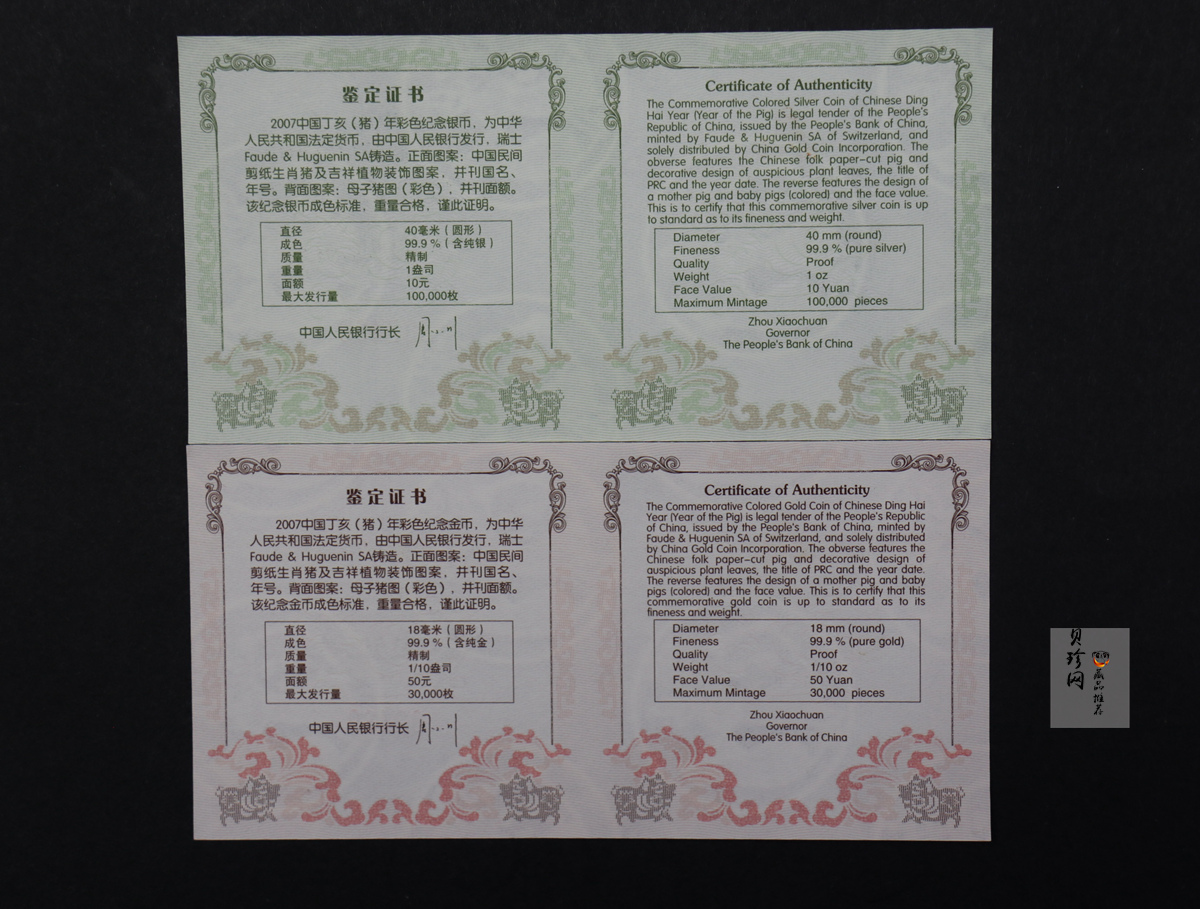 鉴定证书
2007中国丁亥（猪）年彩色纪念银币，为中华
人民共和国法定货币，由中国人民银行发行，瑞士
Faude & Huguenin SA铸造。正面图案：中国民间
剪纸生肖猪及吉祥植物装饰图案，并刊国名、
年号。背面图案：母子猪图（彩色），并刊面额。
该纪念银币成色标准，重量合格，谨此证明。
直径 40毫米（圆形）
成色 99.9％（含纯银）
质量 精制
重量 1盎司
面额 10元
最大发行量 100,000枚
中国人民银行行长
Certificate of Authenticity
The Commemorative Colored Silver Coin of Chinese Ding
Hai Year (Year of the Pig) is legal tender of the People's
Republic of China, issued by the People's Bank of China,
minted by Faude & Huguenin SA of Switzerland, and
solely distributed by China Gold Coin Incorporation. The
obverse features the Chinese folk paper-cut pig and
decorative design of auspicious plant leaves, the title of
PRC and the year date. The reverse features the design of
a mother pig and baby pigs (colored) and the face value.
This is to certify that this commemorative silver coin is up
to standard as to its fineness and weight.
Diameter 40 mm (round)
Fineness 99.9 % (pure silver)
Quality Proof
Weight 1 oz
Face Value 10 Yuan
Maximum Mintage 100,000 pieces
Zhou Xiaochuan
Governor
The People's Bank of China
鉴定证书
2007中国丁亥（猪）年彩色纪念金币，为中华
人民共和国法定货币，由中国人民银行发行，瑞士
Faude & Huguenin SA铸造。正面图案：中国民间
剪纸生肖猪及吉祥植物装饰图案，并刊国名、
年号。背面图案：母子猪图（彩色），并刊面额。
该纪念金币成色标准，重量合格，谨此证明。
直径 18毫米（圆形）
成色 99.9％（含纯金）
质量 精制
重量 1/10盎司
面额 50元
最大发行量 30,000枚
中国人民银行行长
Certificate of Authenticity
The Commemorative Colored Gold Coin of Chinese Ding Hai
Year (Year of the Pig) is legal tender of the People's Republic
of China, issued by the People's Bank of China, minted by
Faude & Huguenin SA of Switzerland, and solely distributed
by China Gold Coin Incorporation. The obverse features the
Chinese folk paper-cut pig and decorative design of
auspicious plant leaves, the title of PRC and the year date.
The reverse features the design of a mother pig and baby
pigs (colored) and the face value. This is to certify that this
commemorative gold coin is up to standard as to its
fineness and weight.
Diameter 18 mm (round)
Fineness 99.9 % (pure gold)
Quality Proof
Weight 1/10 oz
Face Value 50 Yuan
Maximum Mintage 30,000 pieces
Zhou Xiaochuan
Governor
The People's Bank of China
贝珍网
藏品推荐